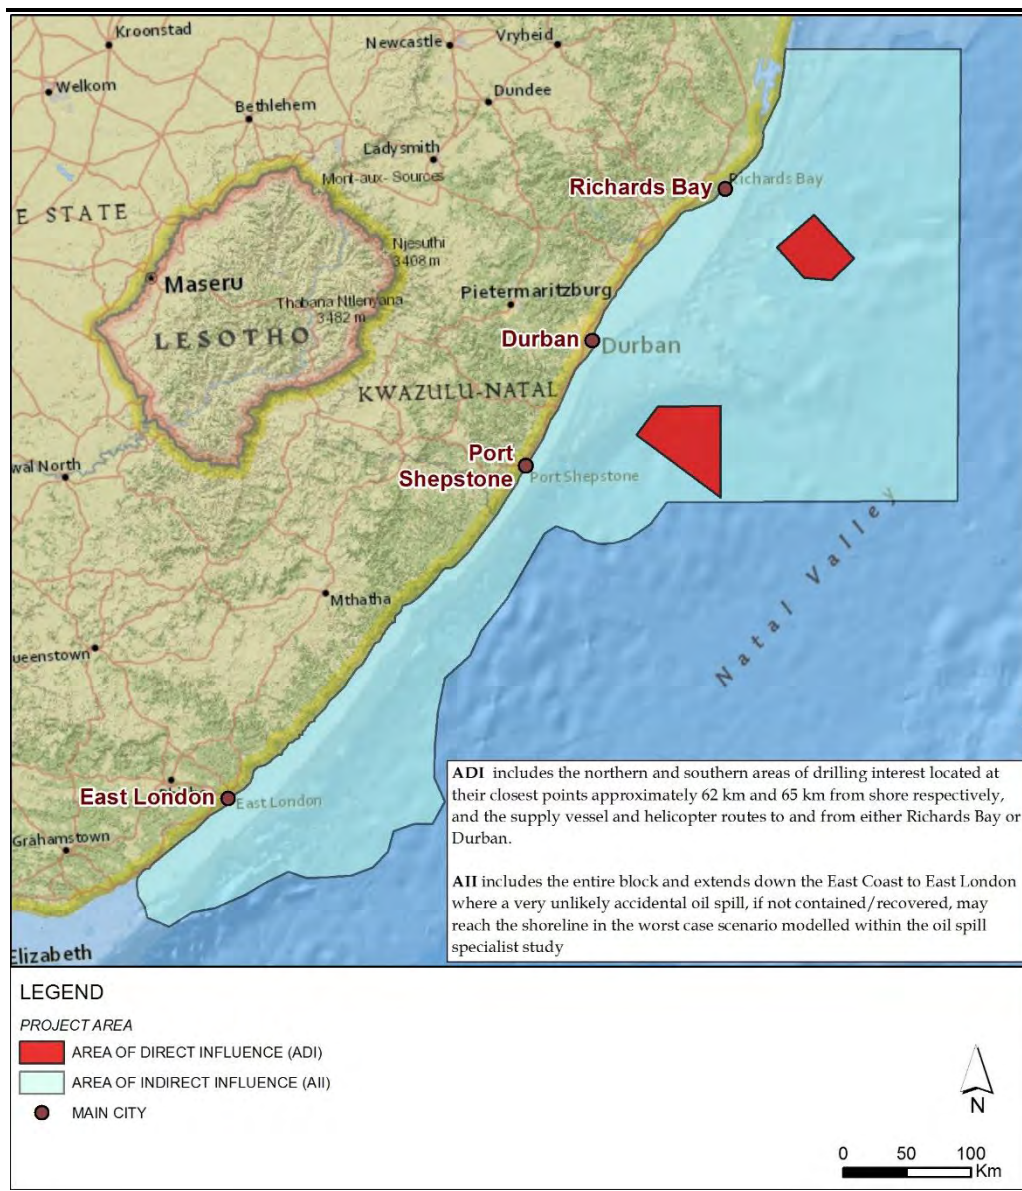 Kroonstad
Newcastle
Vryheid
Welkom
Dundee
Bethlehem
Ladysmith
Mont-aux-Sources
Richards Bay
Richards Bay
E STATE
Njesuthi
3408 m
Maseru
Pietermaritzburg
Thabana Ntlenyana
3482 m
LESOTHO
Durban
Durban
KWAZULU-NATAL
Port
Shepstone
Port Shepstone
wal North
Natal Valley
Mthatha
ueenstown
East London
East London
Grahamstown
Elizabeth
ADI includes the northern and southern areas of drilling interest located at
their closest points approximately 62 km and 65 km from shore respectively,
and the supply vessel and helicopter routes to and from either Richards Bay or
Durban.
AII includes the entire block and extends down the East Coast to East London
where a very unlikely accidental oil spill, if not contained/recovered, may
reach the shoreline in the worst case scenario modelled within the oil spill
specialist study
LEGEND
PROJECT AREA
AREA OF DIRECT INFLUENCE (ADI)
AREA OF INDIRECT INFLUENCE (AII)
MAIN CITY
N
0 50 100
Km